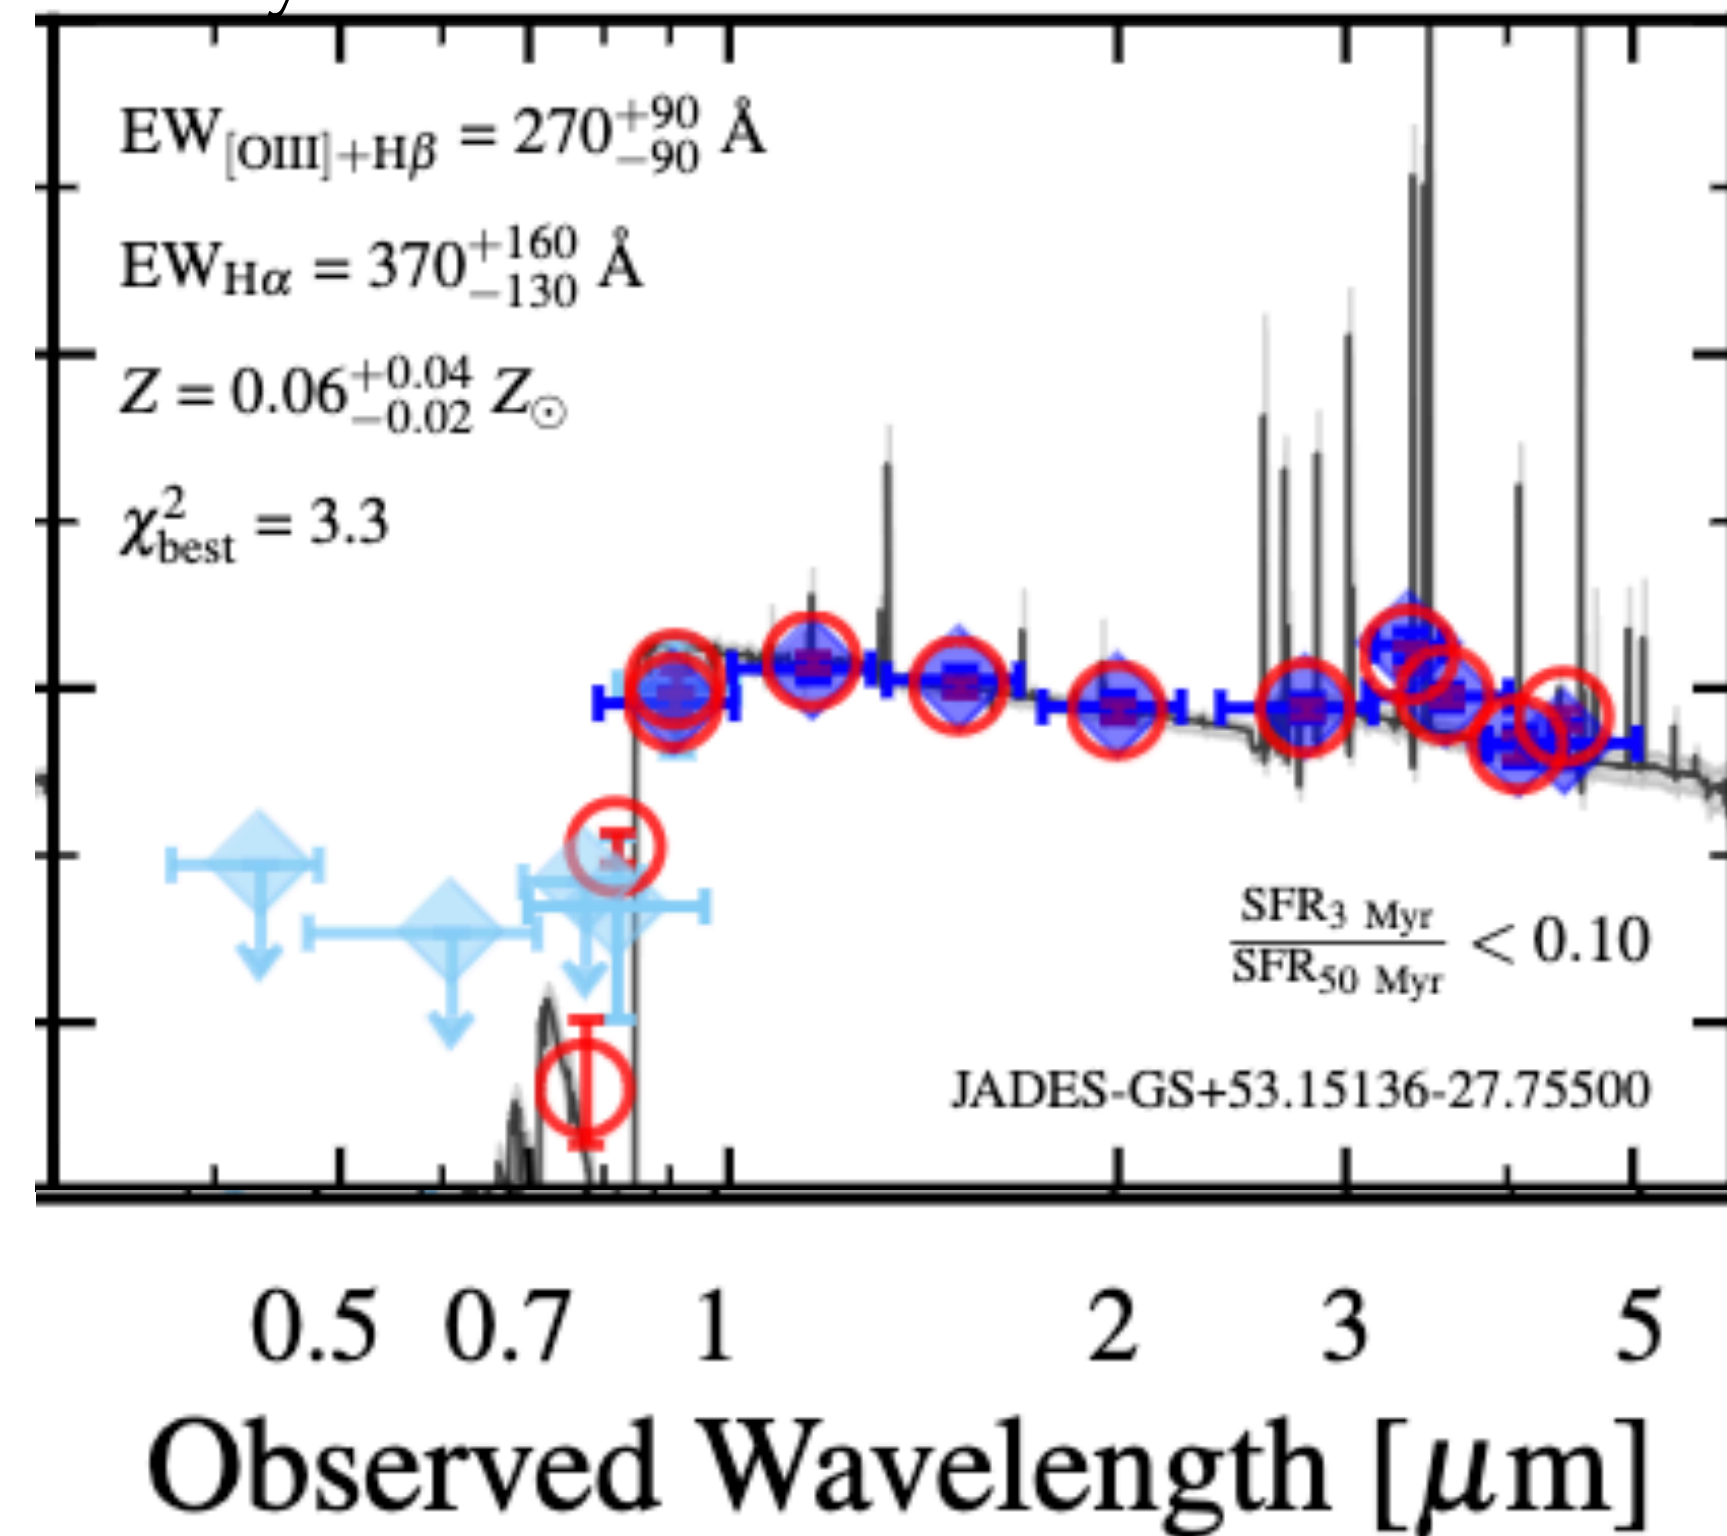 EW[OIII]+Hβ = 270+90−90 Å
EWHα = 370+160−130 Å
Z = 0.06+0.04−0.02 Z⊙
χ2best = 3.3
SFR3 Myr
SFR50 Myr
< 0.10
JADES-GS+53.15136-27.75500
0.5 0.7 1 2 3 5
Observed Wavelength [μm]